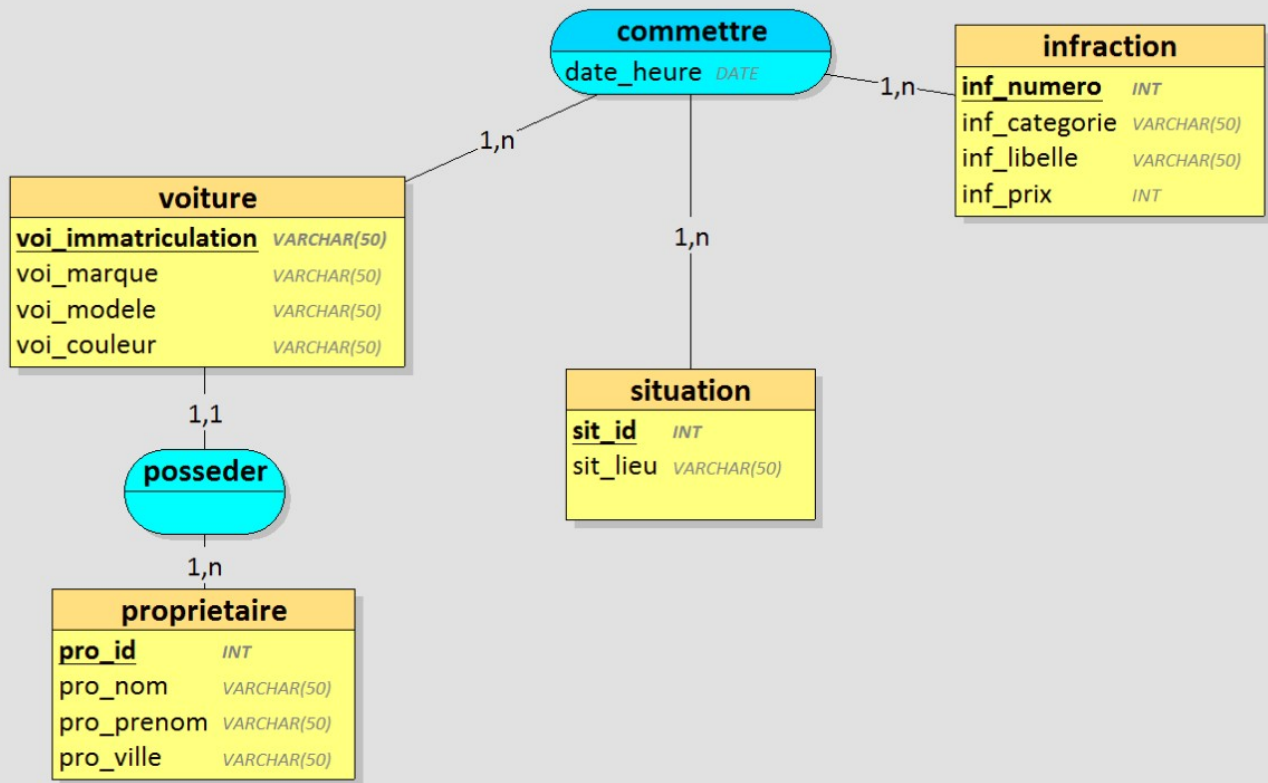 commettre
date_heure DATE
infraction
inf_numero INT
inf_categorie VARCHAR(50)
inf_libelle VARCHAR(50)
inf_prix INT
1,n
1,n
voiture
voi_immatriculation VARCHAR(50)
voi_marque VARCHAR(50)
voi_modele VARCHAR(50)
voi_couleur VARCHAR(50)
1,n
situation
sit_id INT
sit_lieu VARCHAR(50)
1,1
posseder
1,n
proprietaire
pro_id INT
pro_nom VARCHAR(50)
pro_prenom VARCHAR(50)
pro_ville VARCHAR(50)